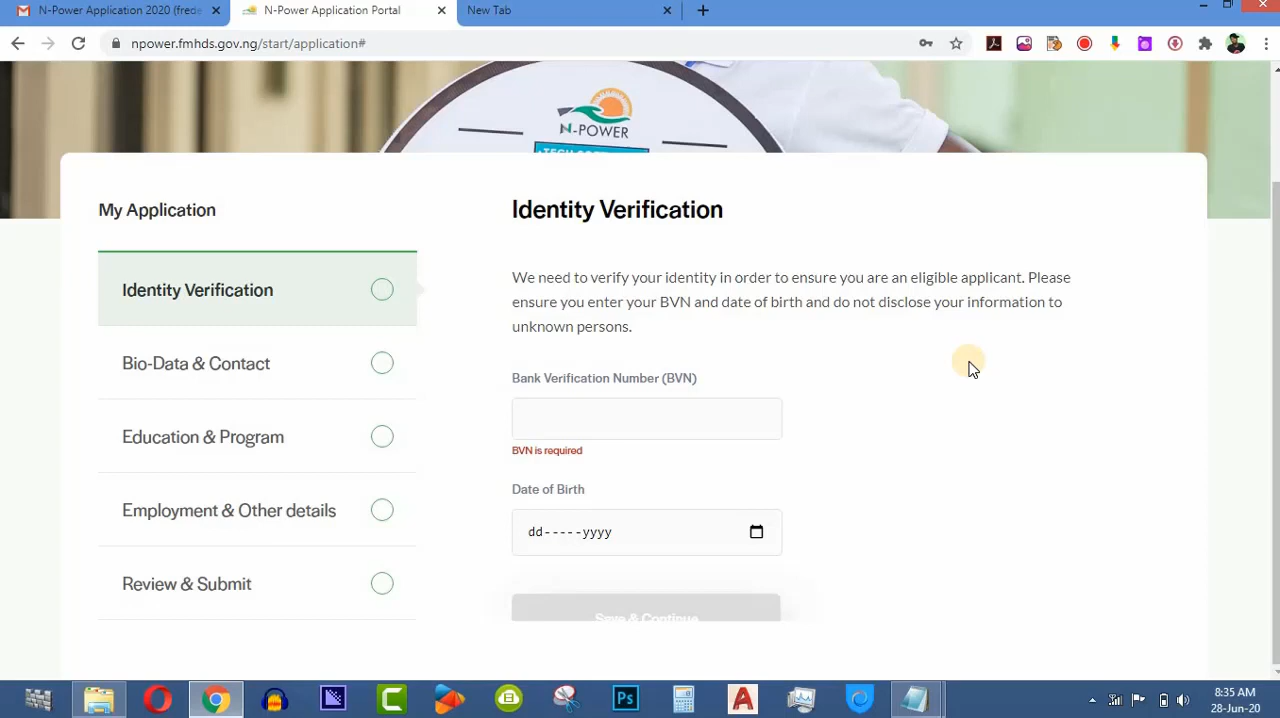 N-Power Application 2020 (frede
N-Power Application Portal
New Tab
npower.fmhds.gov.ng/start/application#
N-POWER
My Application
Identity Verification
Bio-Data & Contact
Education & Program
Employment & Other details
Review & Submit
Identity Verification
We need to verify your identity in order to ensure you are an eligible applicant. Please
ensure you enter your BVN and date of birth and do not disclose your information to
unknown persons.
Bank Verification Number (BVN)
BVN is required
Date of Birth
dd-----yyyy
Save & Continue
Ps
8:35 AM
28-Jun-20